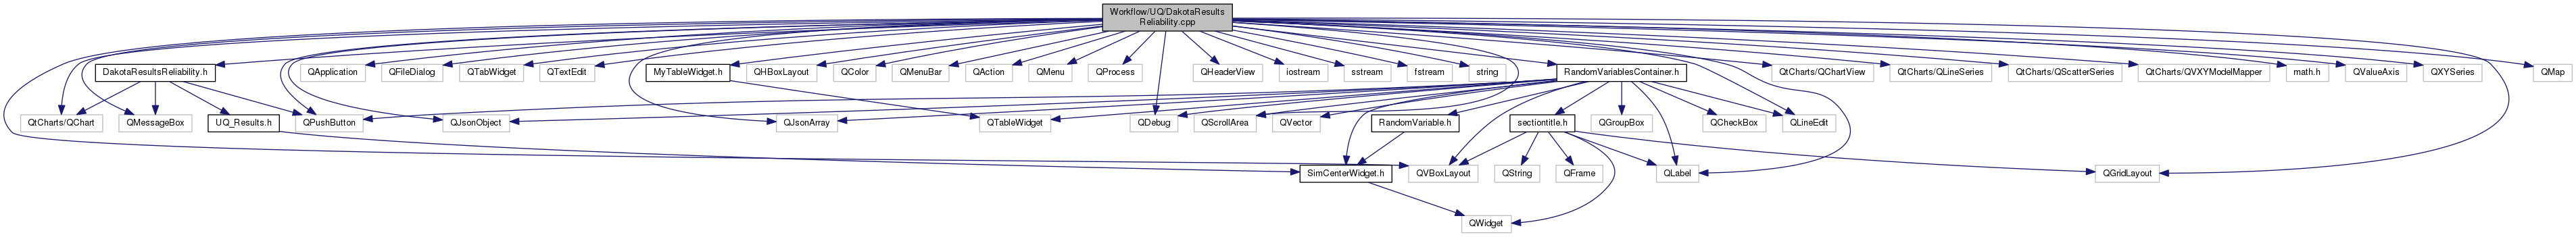 Workflow/UQ/DakotaResults
Reliability.cpp
DakotaResultsReliability.h
QApplication
QFileDialog
QTabWidget
QTextEdit
MyTableWidget.h
QHBoxLayout
QColor
QMenuBar
QAction
QMenu
QProcess
QHeaderView
iostream
sstream
fstream
string
RandomVariablesContainer.h
QtCharts/QChartView
QtCharts/QLineSeries
QtCharts/QScatterSeries
QtCharts/QVXYModelMapper
math.h
QValueAxis
QXYSeries
QMap
QtCharts/QChart
QMessageBox
UQ_Results.h
QPushButton
QJsonObject
QJsonArray
QTableWidget
QDebug
QScrollArea
QVector
RandomVariable.h
sectiontitle.h
QGroupBox
QCheckBox
QLineEdit
SimCenterWidget.h
QVBoxLayout
QString
QFrame
QLabel
QGridLayout
QWidget